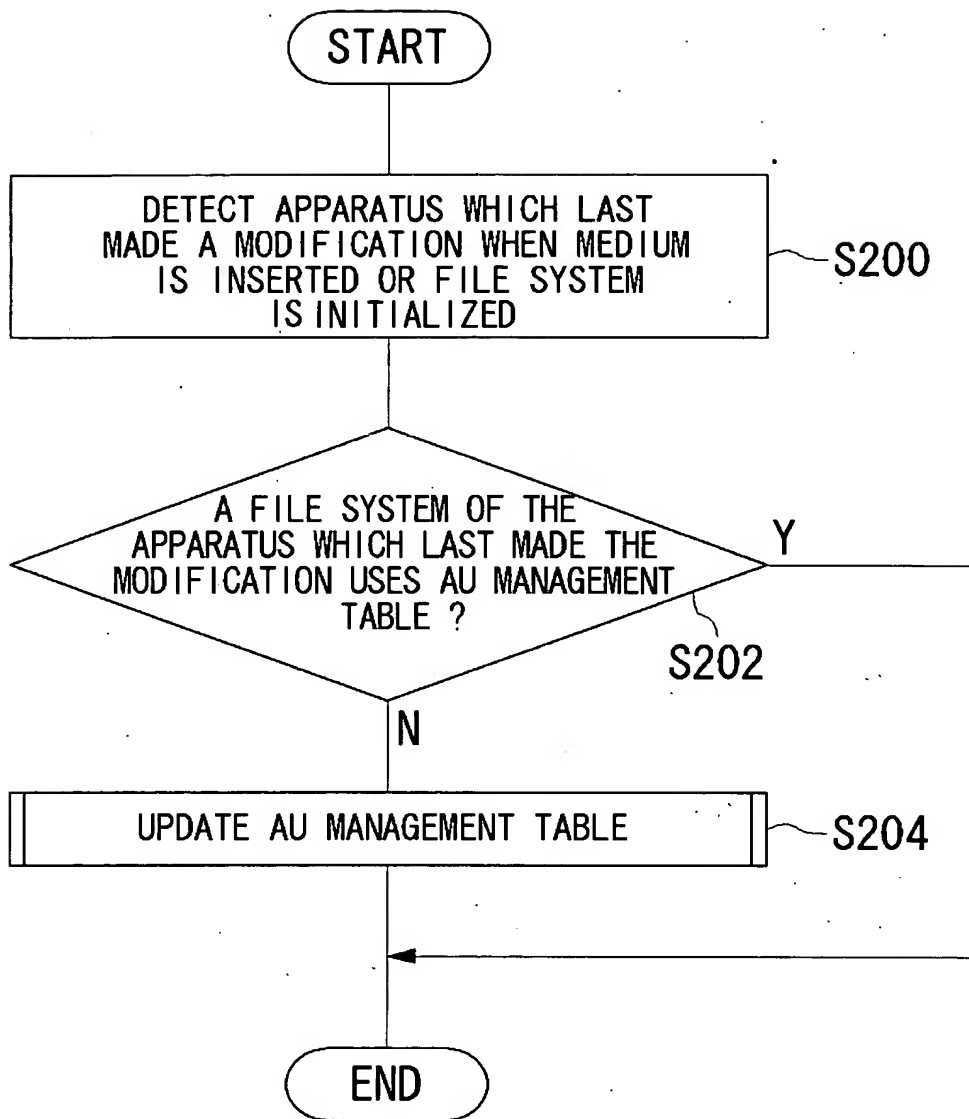 START
DETECT APPARATUS WHICH LAST
MADE A MODIFICATION WHEN MEDIUM
IS INSERTED OR FILE SYSTEM
IS INITIALIZED
S200
A FILE SYSTEM OF THE
APPARATUS WHICH LAST MADE THE
MODIFICATION USES AU MANAGEMENT
TABLE ?
Y
S202
N
UPDATE AU MANAGEMENT TABLE
S204
END